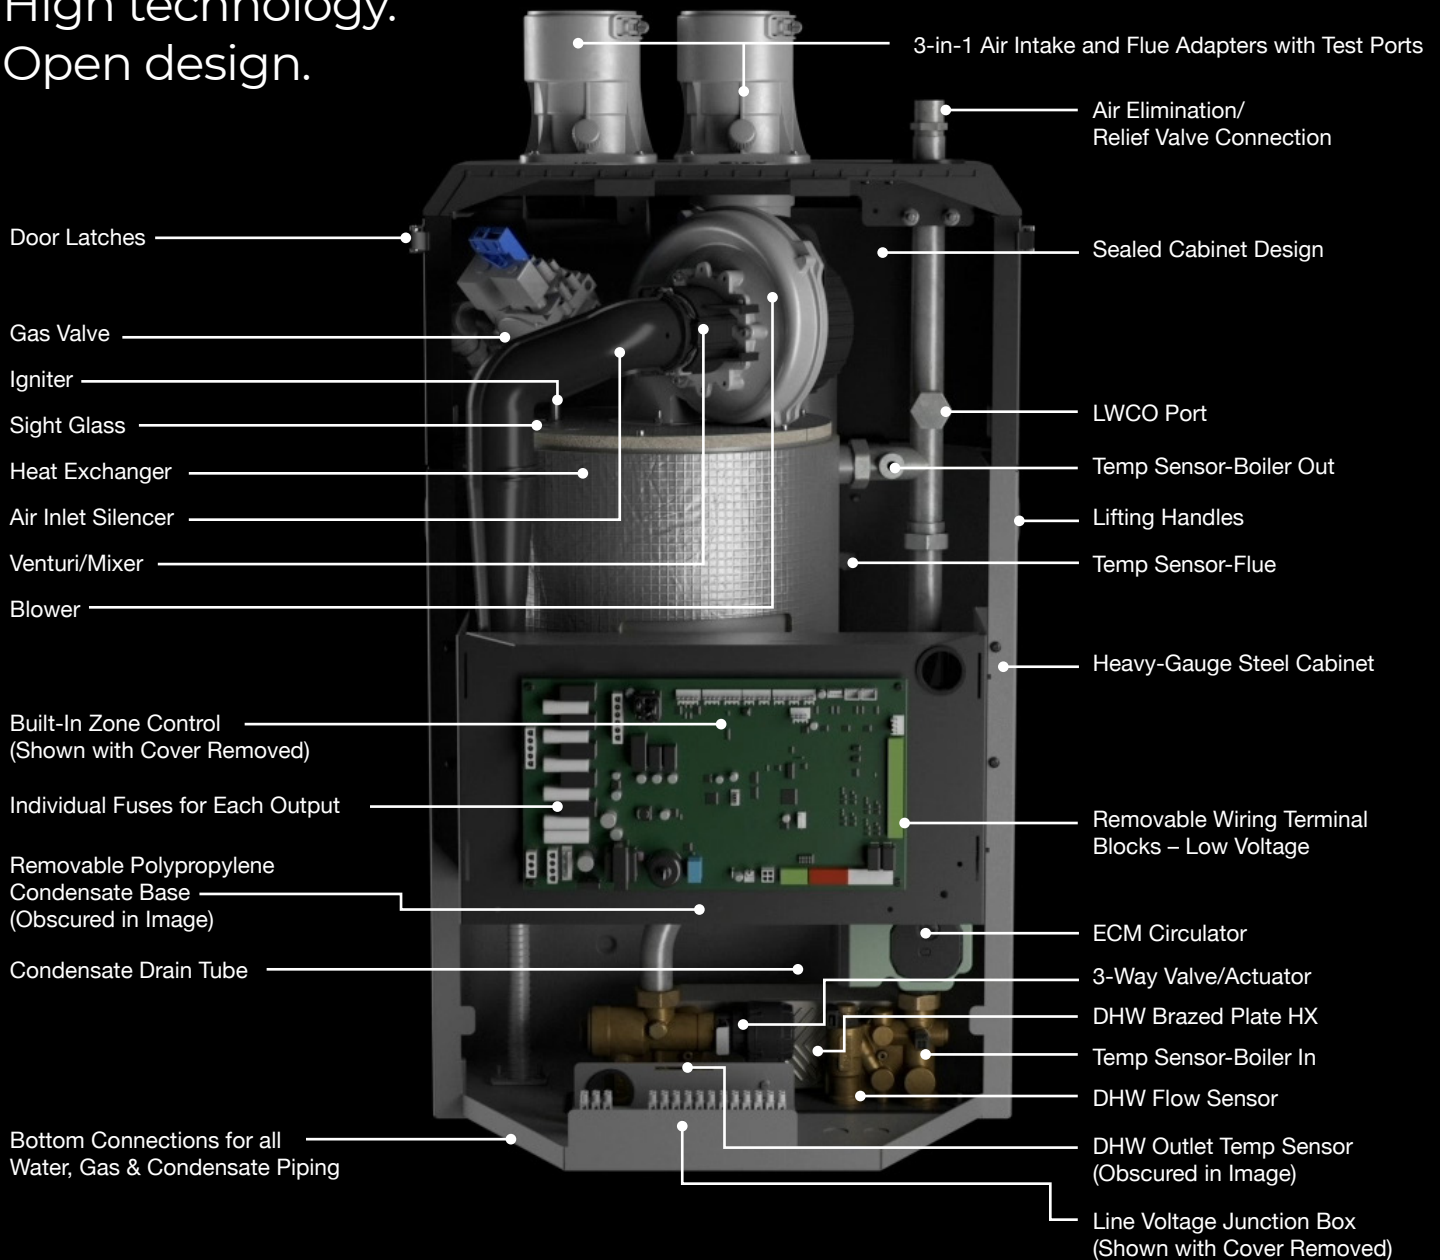 High technology.
Open design.
3-in-1 Air Intake and Flue Adapters with Test Ports
Air Elimination/
Relief Valve Connection
Door Latches
Sealed Cabinet Design
Gas Valve
Igniter
Sight Glass
Heat Exchanger
Air Inlet Silencer
Venturi/Mixer
Blower
LWCO Port
Temp Sensor-Boiler Out
Lifting Handles
Temp Sensor-Flue
Heavy-Gauge Steel Cabinet
Built-In Zone Control
(Shown with Cover Removed)
Individual Fuses for Each Output
Removable Polypropylene
Condensate Base
(Obscured in Image)
Condensate Drain Tube
Bottom Connections for all
Water, Gas & Condensate Piping
Removable Wiring Terminal
Blocks – Low Voltage
ECM Circulator
3-Way Valve/Actuator
DHW Brazed Plate HX
Temp Sensor-Boiler In
DHW Flow Sensor
DHW Outlet Temp Sensor
(Obscured in Image)
Line Voltage Junction Box
(Shown with Cover Removed)